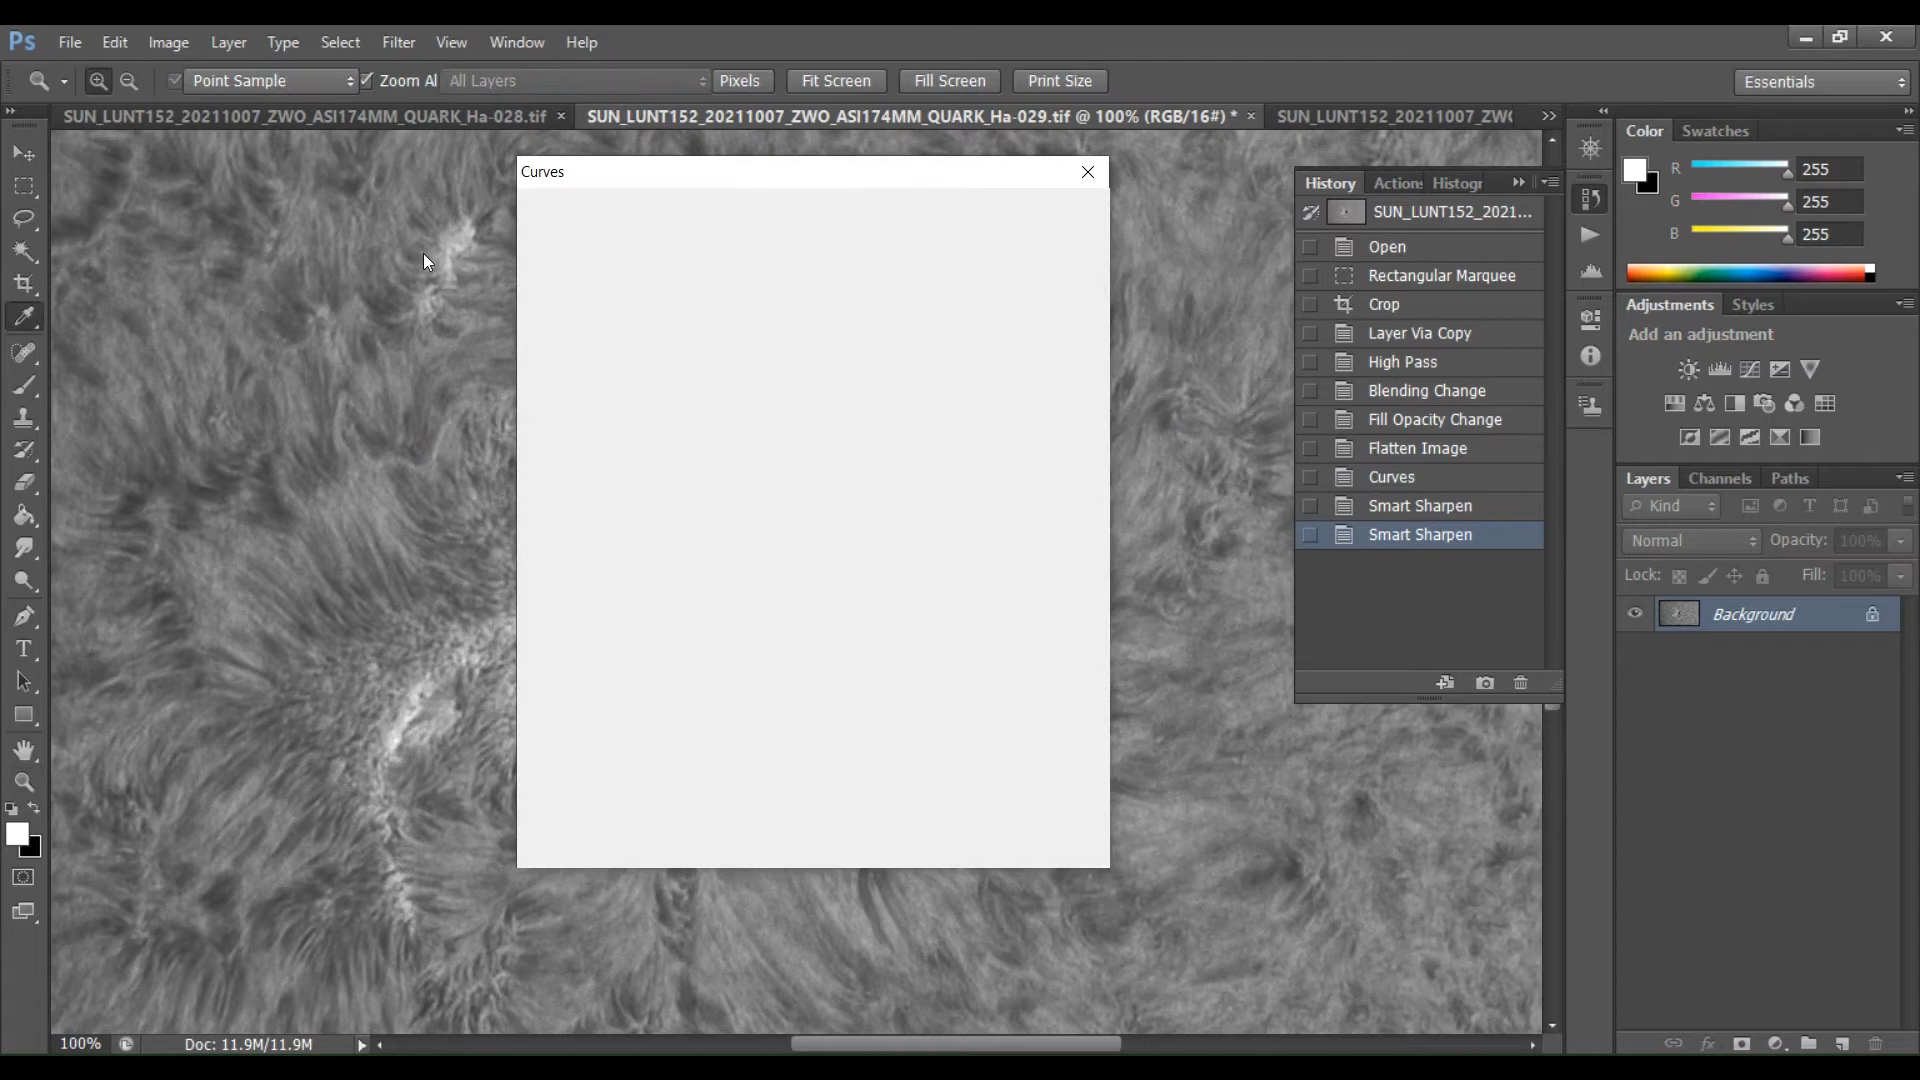 Ps File Edit Image Layer Type Select Filter View Window Help
Point Sample Zoom Al All Layers Pixels Fit Screen Fill Screen Print Size Essentials
SUN_LUNT152_20211007_ZWO_ASI174MM_QUARK_Ha-028.tif × SUN_LUNT152_20211007_ZWO_ASI174MM_QUARK_Ha-029.tif @ 100% (RGB/16#) * × SUN_LUNT152_20211007_ZWO
Curves
History Actions Histogr
SUN_LUNT152_2021...
Open
Rectangular Marquee
Crop
Layer Via Copy
High Pass
Blending Change
Fill Opacity Change
Flatten Image
Curves
Smart Sharpen
Smart Sharpen
Color Swatches
R 255
G 255
B 255
Adjustments Styles
Add an adjustment
Layers Channels Paths
Kind
Normal Opacity: 100%
Lock: Fill: 100%
Background
100% Doc: 11.9M/11.9M